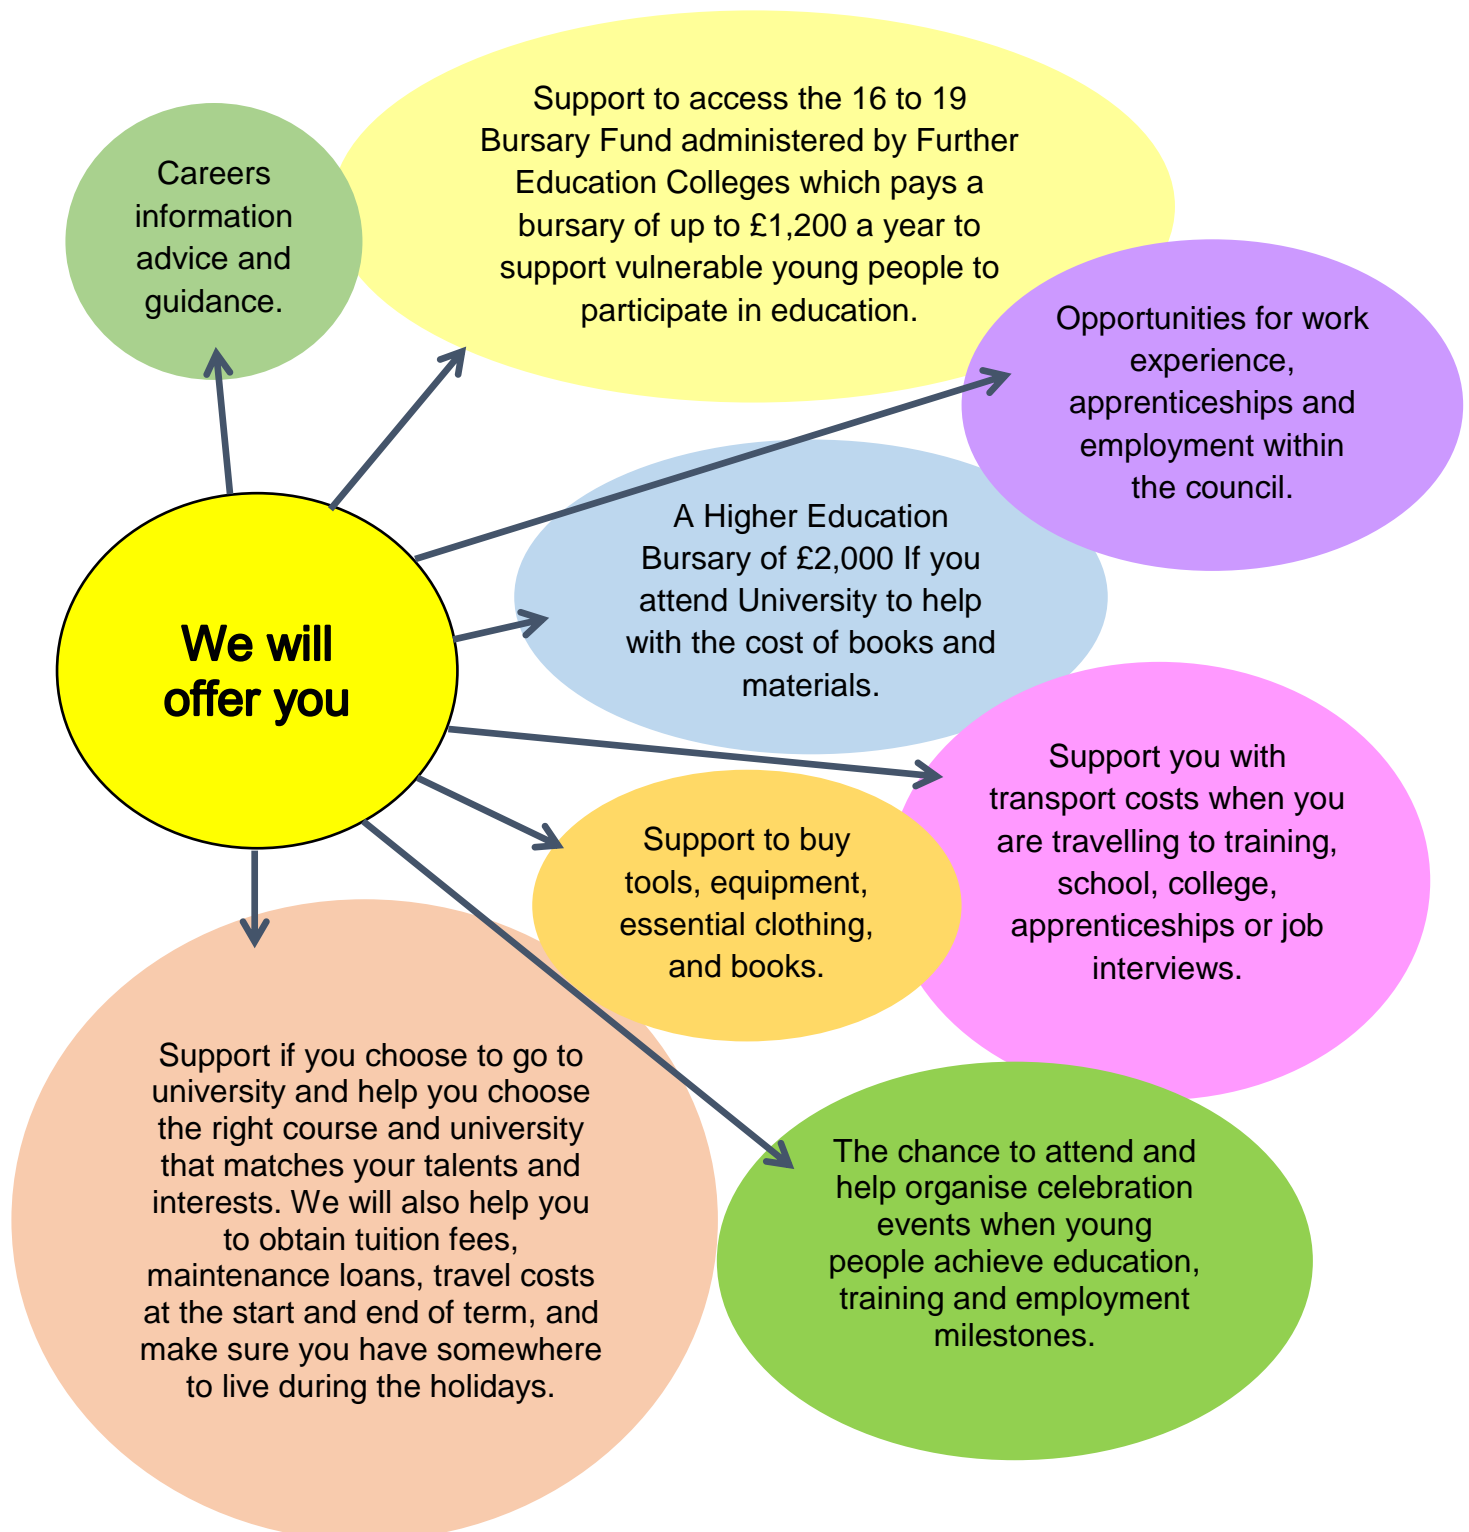 Support to access the 16 to 19
Bursary Fund administered by Further
Education Colleges which pays a
bursary of up to £1,200 a year to
support vulnerable young people to
participate in education.
Careers
information
advice and
guidance.
Opportunities for work
experience,
apprenticeships and
employment within
the council.
A Higher Education
Bursary of £2,000 If you
attend University to help
with the cost of books and
materials.
We will
offer you
Support you with
transport costs when you
are travelling to training,
school, college,
apprenticeships or job
interviews.
Support to buy
tools, equipment,
essential clothing,
and books.
Support if you choose to go to
university and help you choose
the right course and university
that matches your talents and
interests. We will also help you
to obtain tuition fees,
maintenance loans, travel costs
at the start and end of term, and
make sure you have somewhere
to live during the holidays.
The chance to attend and
help organise celebration
events when young
people achieve education,
training and employment
milestones.